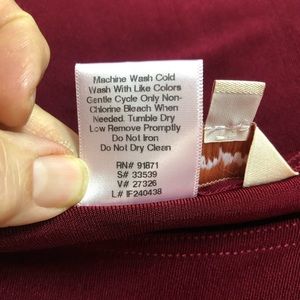 Machine Wash Cold
Wash With Like Colors
Gentle Cycle Only Non-
Chlorine Bleach When
Needed. Tumble Dry
Low Remove Promptly
Do Not Iron
Do Not Dry Clean
RN# 91871
S# 33539
V# 27326
L# IF240438